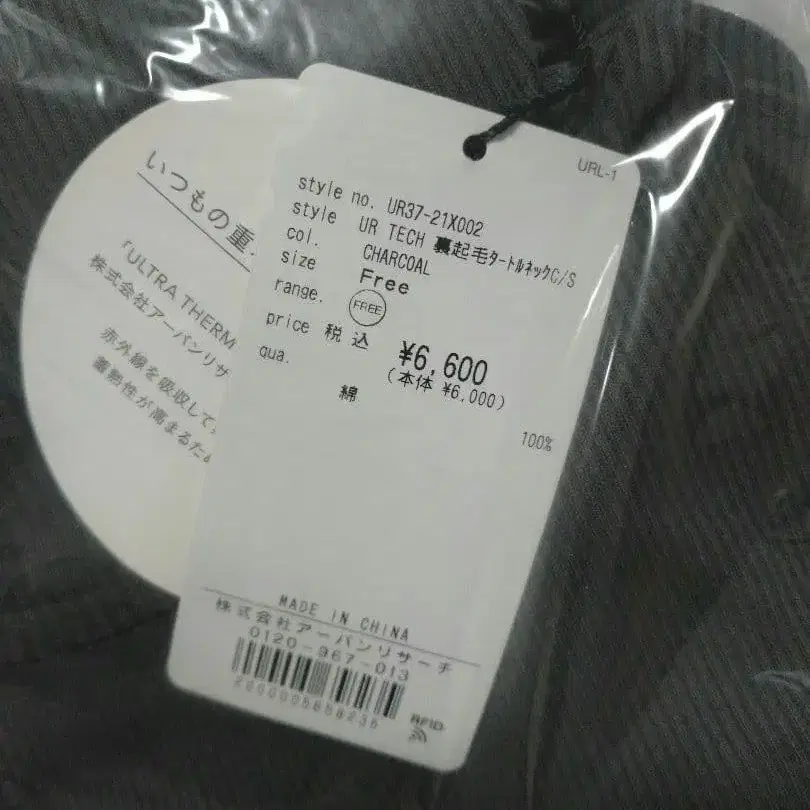 いつもの重
「ULTRA THERM
株式会社アーバンリサ
赤外線を吸収して
蓄熱性が高まるため
URL-1
style no. UR37-21X002
style UR TECH 裏起毛タートルネックC/S
col. CHARCOAL
size Free
range. FREE
price 税込 ¥6,600
(本体 ¥6,000)
qua.
綿 100%
MADE IN CHINA
株式会社アーバンリサーチ
0120-967-013
RFID